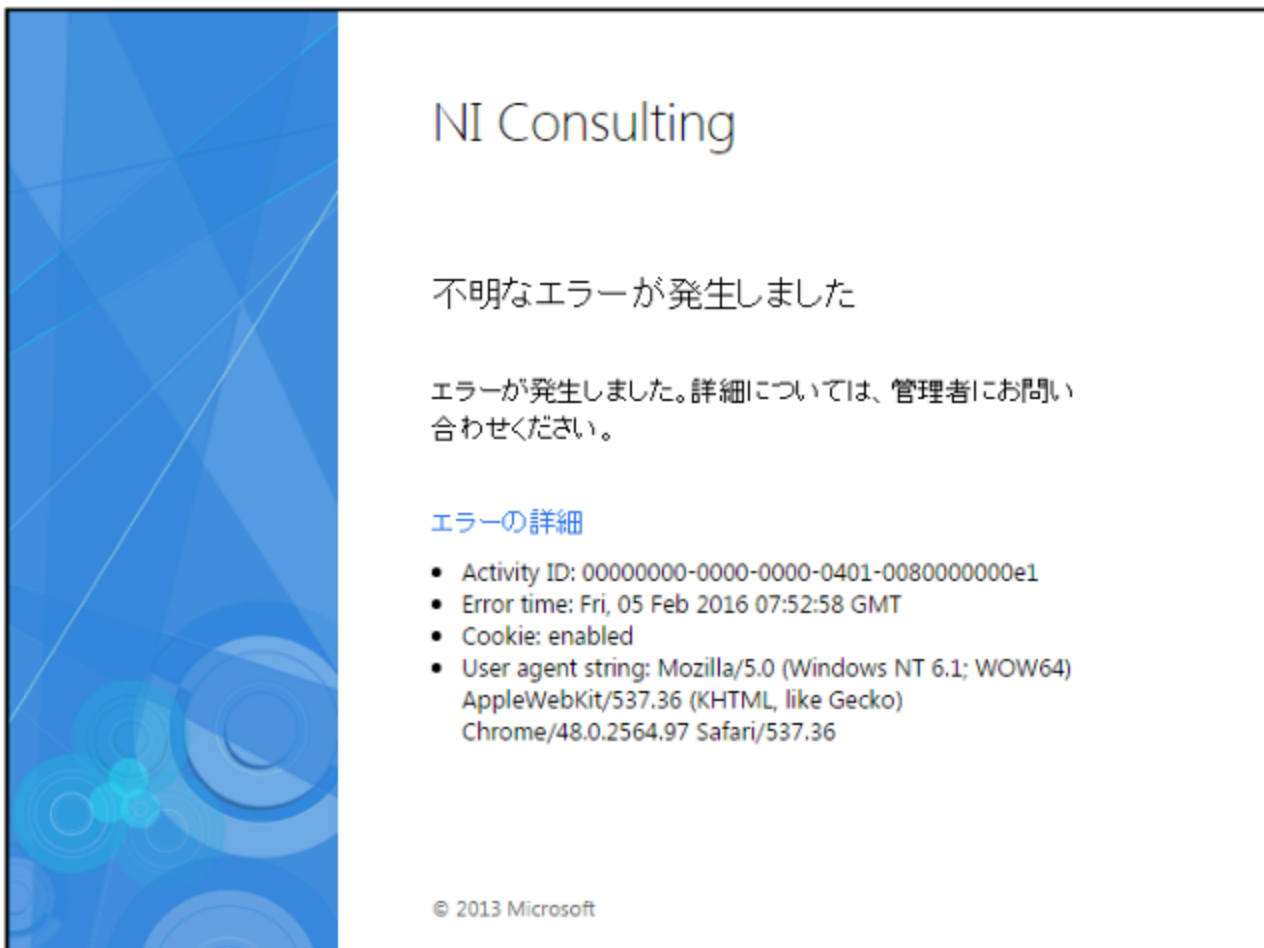 NI Consulting
不明なエラーが発生しました
エラーが発生しました。詳細については、管理者にお問い
合わせください。
エラーの詳細
• Activity ID: 00000000-0000-0000-0401-0080000000e1
• Error time: Fri, 05 Feb 2016 07:52:58 GMT
• Cookie: enabled
• User agent string: Mozilla/5.0 (Windows NT 6.1; WOW64)
AppleWebKit/537.36 (KHTML, like Gecko)
Chrome/48.0.2564.97 Safari/537.36
© 2013 Microsoft